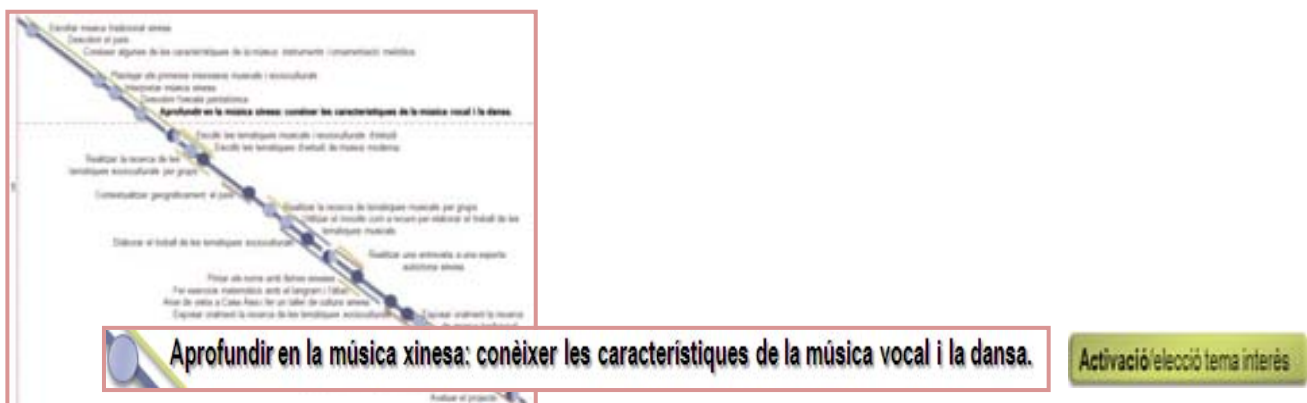 Escoltar música tradicional xinesa
Descobrir el país
Conèixer algunes de les característiques de la música: instruments i ornamentació melòdica
Plantejar els primers interessos musicals i socioculturals
Interpretar música xinesa
Descobrir l'escala pentatònica
Aprofundir en la música xinesa: conèixer les característiques de la música vocal i la dansa.
Escollir les temàtiques musicals i socioculturals d'estudi
Escollir les temàtiques d'estudi de música moderna
Realitzar la recerca de les
temàtiques socioculturals per grups
Contextualitzar geogràficament el país
Realitzar la recerca de temàtiques musicals per grups
Utilitzar el moodle com a recurs per elaborar el treball de les
temàtiques musicals
Elaborar el treball de les temàtiques socioculturals
Realitzar una entrevista a una experta
autòctona xinesa
Pintar els noms amb lletres xineses
Fer exercicis matemàtics amb el tangram i l'àbac
Anar de visita a Casa Àsia i fer un taller de cultura xinesa
Exposar oralment la recerca de les temàtiques socioculturals
Exposar oralment la recerca
Aprofundir en la música xinesa: conèixer les característiques de la música vocal i la dansa.
Activació/elecció tema interès
Avaluar el projecte